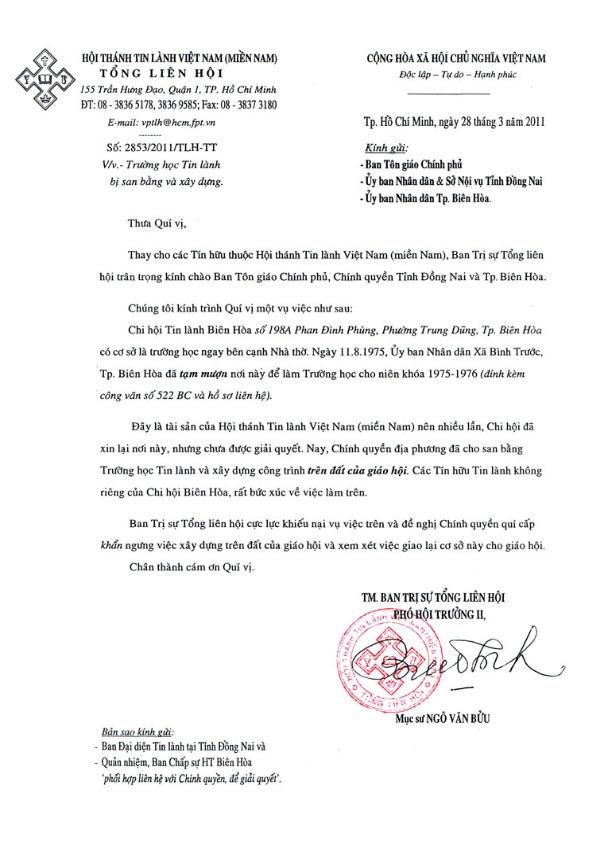 HỘI THÁNH TIN LÀNH VIỆT NAM (MIỀN NAM)
TỔNG LIÊN HỘI
155 Trần Hưng Đạo, Quận 1, TP. Hồ Chí Minh
ĐT: 08 - 3836 5178, 3836 9585; Fax: 08 - 3837 3180
E-mail: vptlh@hcm.fpt.vn
--------
Số: 2853/2011/TLH-TT
V/v.- Trường học Tin lành
bị san bằng và xây dựng.
CỘNG HÒA XÃ HỘI CHỦ NGHĨA VIỆT NAM
Độc lập – Tự do – Hạnh phúc
Tp. Hồ Chí Minh, ngày 28 tháng 3 năm 2011
Kính gửi:
- Ban Tôn giáo Chính phủ,
- Ủy ban Nhân dân & Sở Nội vụ Tỉnh Đồng Nai
- Ủy ban Nhân dân Tp. Biên Hòa.
Thưa Quí vị,
Thay cho các Tín hữu thuộc Hội thánh Tin lành Việt Nam (miền Nam), Ban Trị sự Tổng liên
hội trân trọng kính chào Ban Tôn giáo Chính phủ, Chính quyền Tỉnh Đồng Nai và Tp. Biên Hòa.
Chúng tôi kính trình Quí vị một vụ việc như sau:
Chi hội Tin lành Biên Hòa số 198A Phan Đình Phùng, Phường Trung Dũng, Tp. Biên Hòa
có cơ sở là trường học ngay bên cạnh Nhà thờ. Ngày 11.8.1975, Ủy ban Nhân dân Xã Bình Trước,
Tp. Biên Hòa đã tạm mượn nơi này để làm Trường học cho niên khóa 1975-1976 (đính kèm
công văn số 522 BC và hồ sơ liên hệ).
Đây là tài sản của Hội thánh Tin lành Việt Nam (miền Nam) nên nhiều lần, Chi hội đã
xin lại nơi này, nhưng chưa được giải quyết. Nay, Chính quyền địa phương đã cho san bằng
Trường học Tin lành và xây dựng công trình trên đất của giáo hội. Các Tín hữu Tin lành không
riêng của Chi hội Biên Hòa, rất bức xúc về việc làm trên.
Ban Trị sự Tổng liên hội cực lực khiếu nại vụ việc trên và đề nghị Chính quyền quí cấp
khẩn ngưng việc xây dựng trên đất của giáo hội và xem xét việc giao lại cơ sở này cho giáo hội.
Chân thành cám ơn Quí vị.
TM. BAN TRỊ SỰ TỔNG LIÊN HỘI
PHÓ HỘI TRƯỞNG II,
TỔNG LIÊN HỘI
Mục sư NGÔ VĂN BỬU
Bản sao kính gửi:
- Ban Đại diện Tin lành tại Tỉnh Đồng Nai và
- Quản nhiệm, Ban Chấp sự HT Biên Hòa
'phối hợp liên hệ với Chính quyền, để giải quyết'.